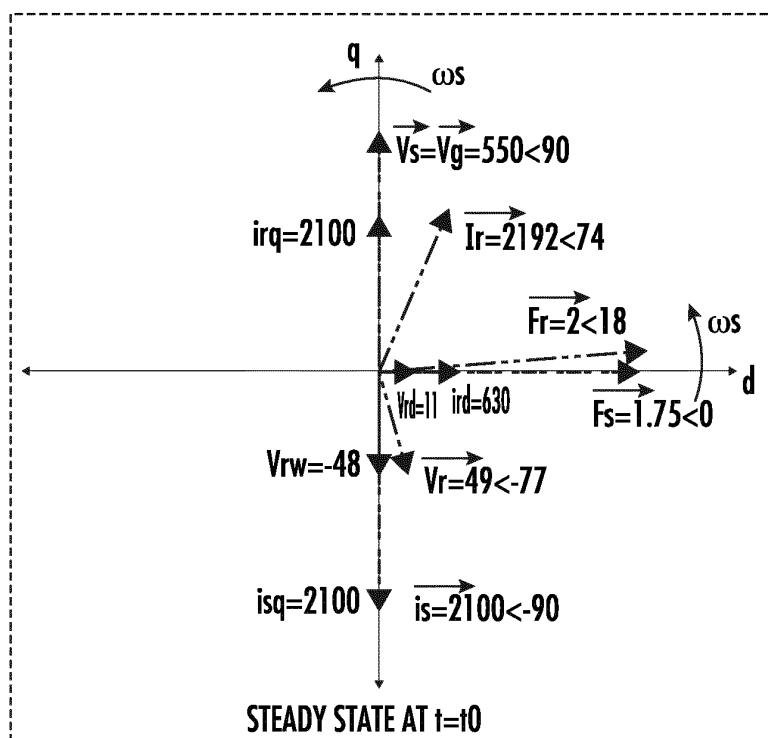 q
ωs
Vs=Vg=550<90
irq=2100
Ir=2192<74
Fr=2<18
ωs
d
Vrd=11
ird=630
Fs=1.75<0
Vrw=-48
Vr=49<-77
isq=2100
is=2100<-90
STEADY STATE AT t=t0